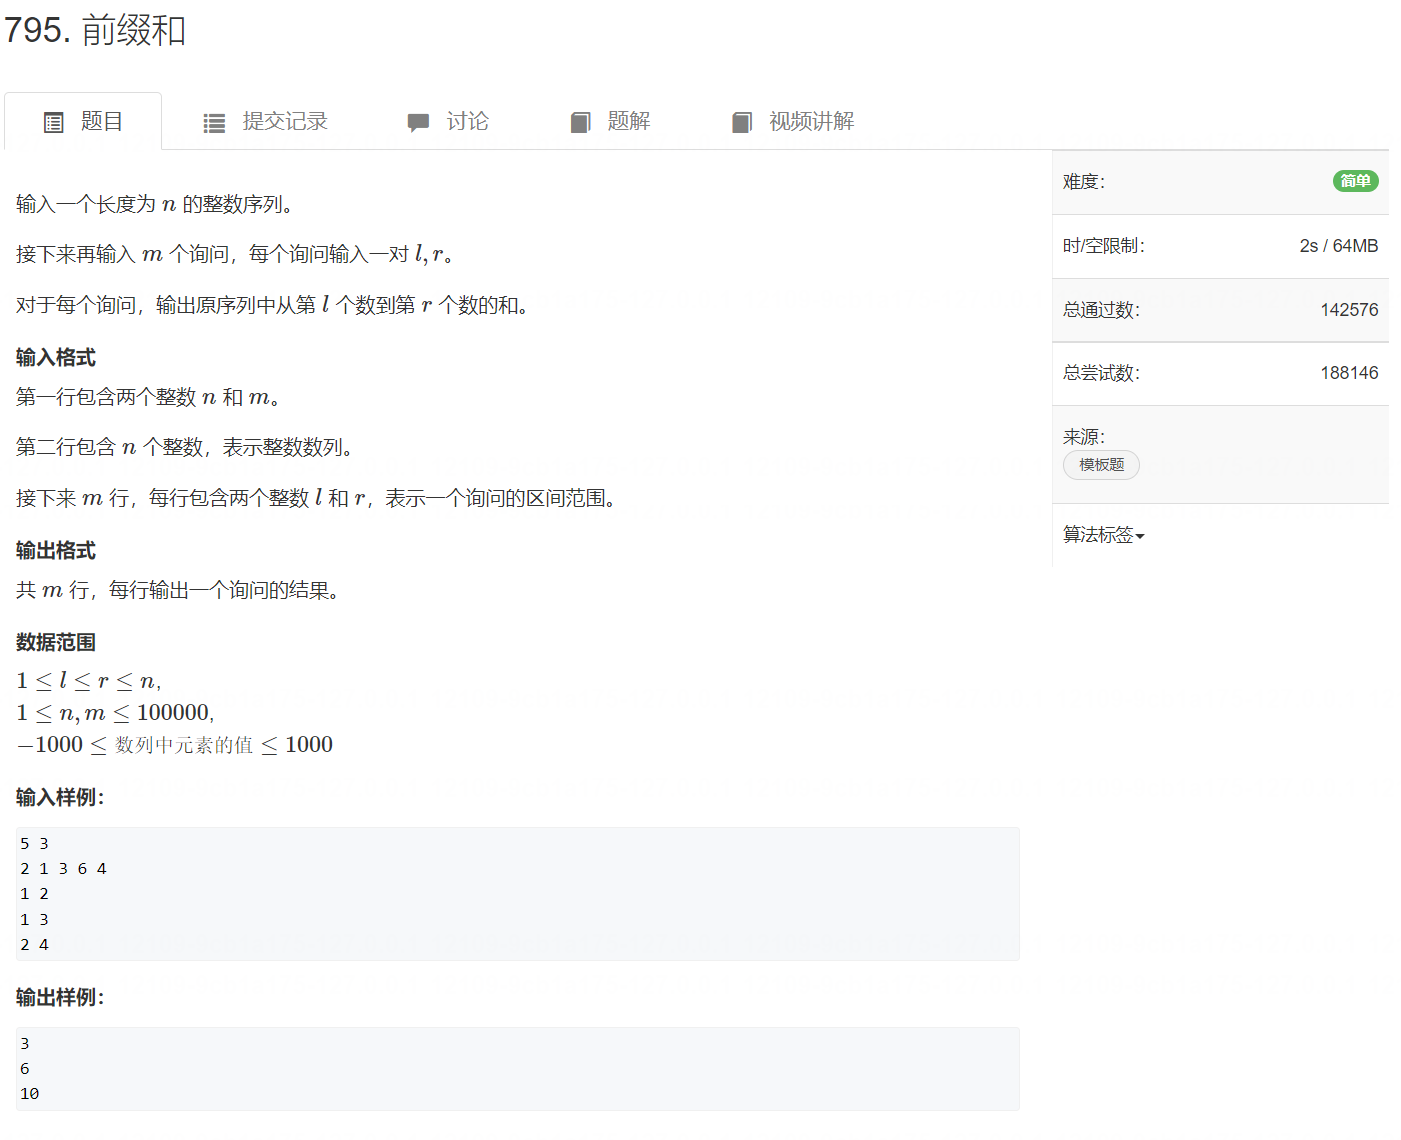 795. 前缀和
题目 提交记录 讨论 题解 视频讲解
输入一个长度为 n 的整数序列。
接下来再输入 m 个询问，每个询问输入一对 l, r。
对于每个询问，输出原序列中从第 l 个数到第 r 个数的和。
输入格式
第一行包含两个整数 n 和 m。
第二行包含 n 个整数，表示整数数列。
接下来 m 行，每行包含两个整数 l 和 r，表示一个询问的区间范围。
输出格式
共 m 行，每行输出一个询问的结果。
数据范围
1 ≤ l ≤ r ≤ n,
1 ≤ n, m ≤ 100000,
−1000 ≤ 数列中元素的值 ≤ 1000
输入样例：
5 3
2 1 3 6 4
1 2
1 3
2 4
输出样例：
3
6
10
难度： 简单
时/空限制： 2s / 64MB
总通过数： 142576
总尝试数： 188146
来源：
模板题
算法标签